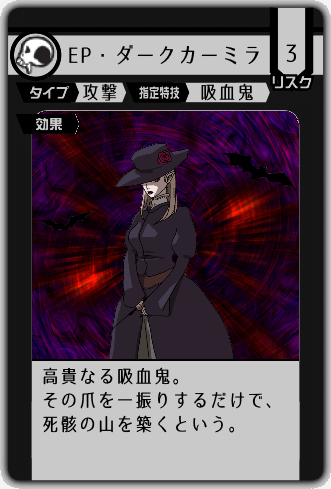 EP・ダークカーミラ
3
リスク
タイプ 攻撃 指定特技 吸血鬼
効果
高貴なる吸血鬼。
その爪を一振りするだけで、
死骸の山を築くという。